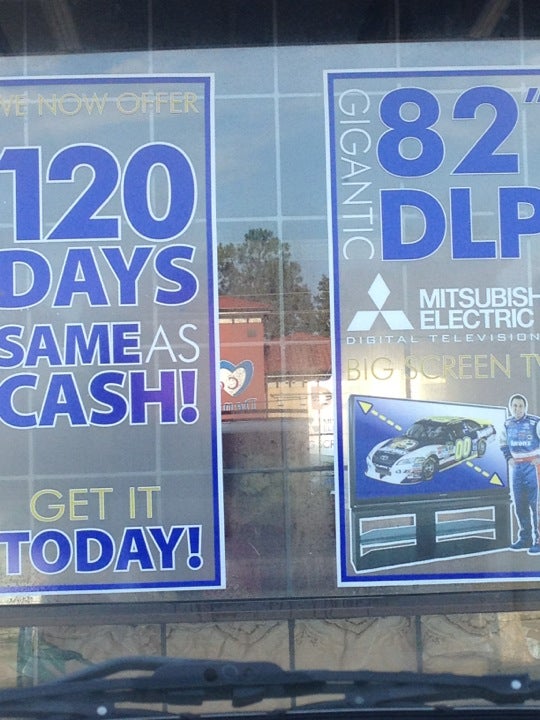 VE NOW OFFER
120
DAYS
SAME AS
CASH!
GET IT
TODAY!
GIGANTIC
82"
DLP
MITSUBISH
ELECTRIC
DIGITAL TELEVISION
BIG SCREEN TV
00